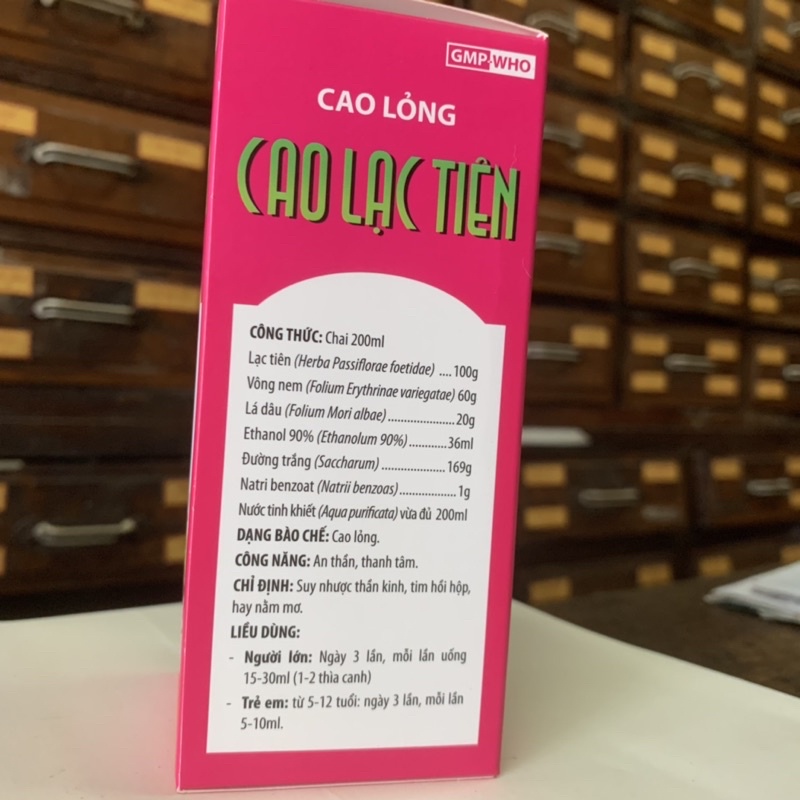 GMP-WHO
CAO LỎNG
CAO LẠC TIÊN
CÔNG THỨC: Chai 200ml
Lạc tiên (Herba Passiflorae foetidae) ....100g
Vông nem (Folium Erythrinae variegatae) 60g
Lá dâu (Folium Mori albae) ......................20g
Ethanol 90% (Ethanolum 90%) ............36ml
Đường trắng (Saccharum) .................... 169g
Natri benzoat (Natrii benzoas)..................1g
Nước tinh khiết (Aqua purificata) vừa đủ 200ml
DẠNG BÀO CHẾ: Cao lỏng.
CÔNG NĂNG: An thần, thanh tâm.
CHỈ ĐỊNH: Suy nhược thần kinh, tim hồi hộp,
hay nằm mơ.
LIỀU DÙNG:
- Người lớn: Ngày 3 lần, mỗi lần uống
15-30ml (1-2 thìa canh)
- Trẻ em: từ 5-12 tuổi: ngày 3 lần, mỗi lần
5-10ml.